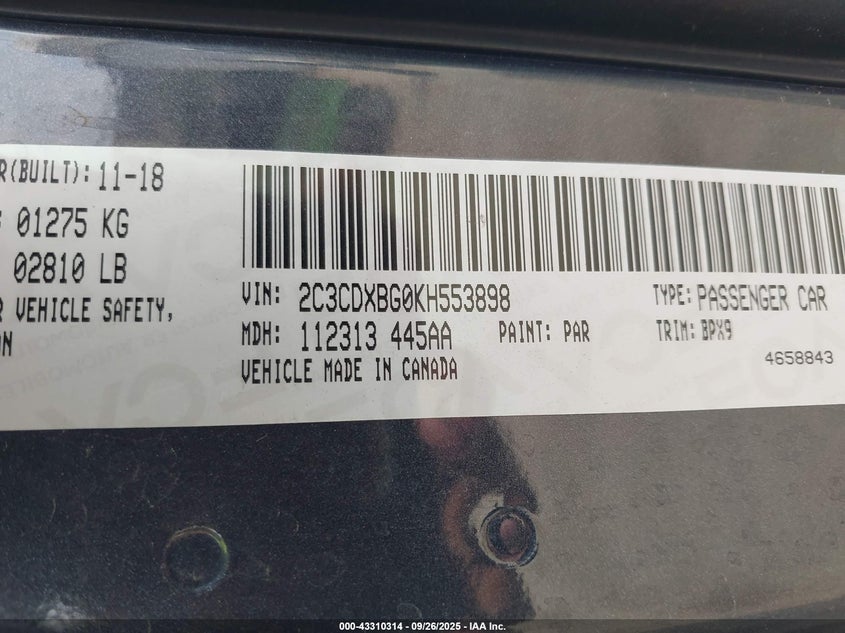 R(BUILT): 11-18
01275 KG
02810 LB
R VEHICLE SAFETY,
ON
VIN: 2C3CDXBG0KH553898
TYPE: PASSENGER CAR
MDH: 112313 445AA PAINT: PAR TRIM: BPX9
VEHICLE MADE IN CANADA
4658843
000-43310314 - 09/26/2025 - IAA Inc.